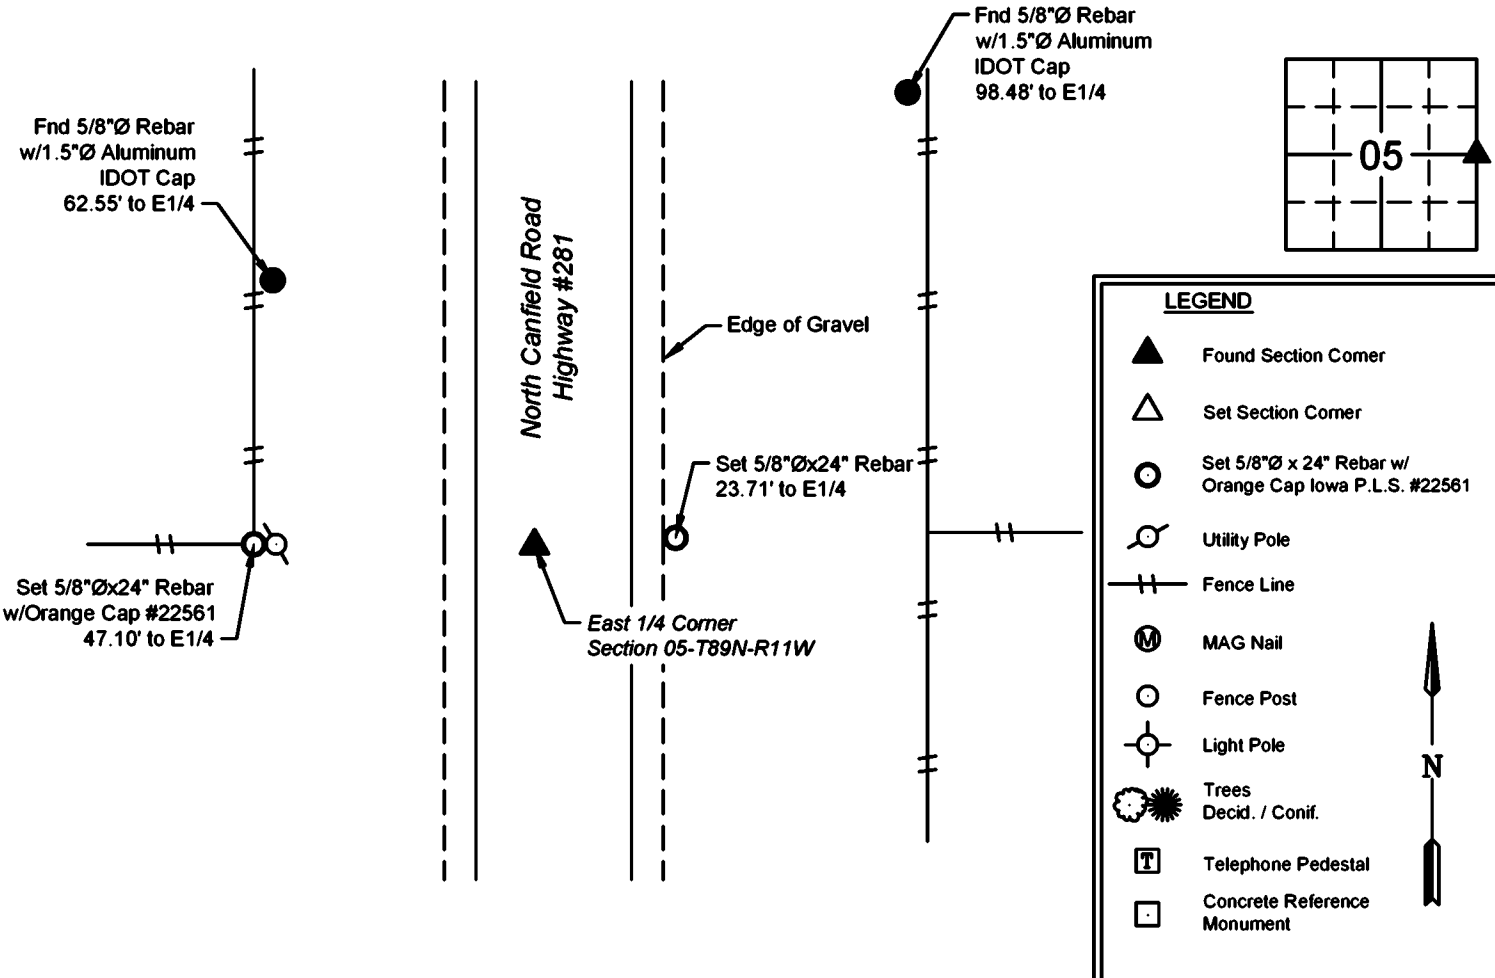 Fnd 5/8"Ø Rebar
w/1.5"Ø Aluminum
IDOT Cap
98.48' to E1/4
Fnd 5/8"Ø Rebar
w/1.5"Ø Aluminum
IDOT Cap
62.55' to E1/4
05
North Canfield Road
Highway #281
Edge of Gravel
Set 5/8"Øx24" Rebar
23.71' to E1/4
Set 5/8"Øx24" Rebar
w/Orange Cap #22561
47.10' to E1/4
East 1/4 Corner
Section 05-T89N-R11W
LEGEND
Found Section Corner
Set Section Corner
Set 5/8"Ø x 24" Rebar w/
Orange Cap Iowa P.L.S. #22561
Utility Pole
Fence Line
M MAG Nail
Fence Post
Light Pole
Trees
Decid. / Conif.
T Telephone Pedestal
Concrete Reference
Monument
N